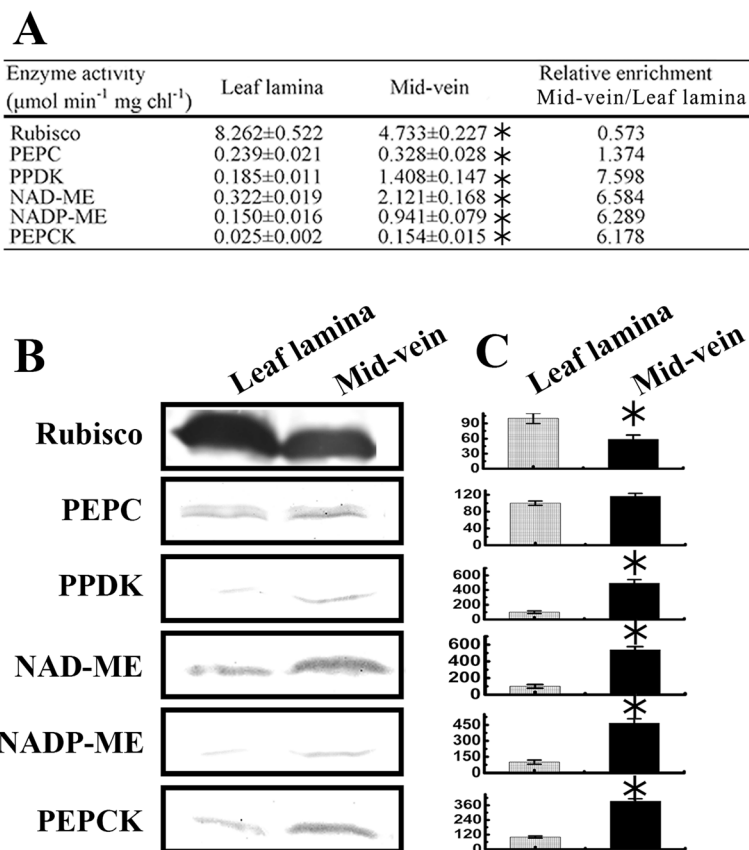 A
Enzyme activity
(μmol min⁻¹ mg chl⁻¹)
Leaf lamina
Mid-vein
Relative enrichment
Mid-vein/Leaf lamina
Rubisco 8.262±0.522 4.733±0.227 * 0.573
PEPC 0.239±0.021 0.328±0.028 * 1.374
PPDK 0.185±0.011 1.408±0.147 * 7.598
NAD-ME 0.322±0.019 2.121±0.168 * 6.584
NADP-ME 0.150±0.016 0.941±0.079 * 6.289
PEPCK 0.025±0.002 0.154±0.015 * 6.178
B
Leaf lamina
Mid-vein
Rubisco
PEPC
PPDK
NAD-ME
NADP-ME
PEPCK
C
Leaf lamina
Mid-vein
*
90
60
30
0
120
80
40
0
*
600
400
200
0
*
600
400
200
0
*
450
300
150
0
*
360
240
120
0